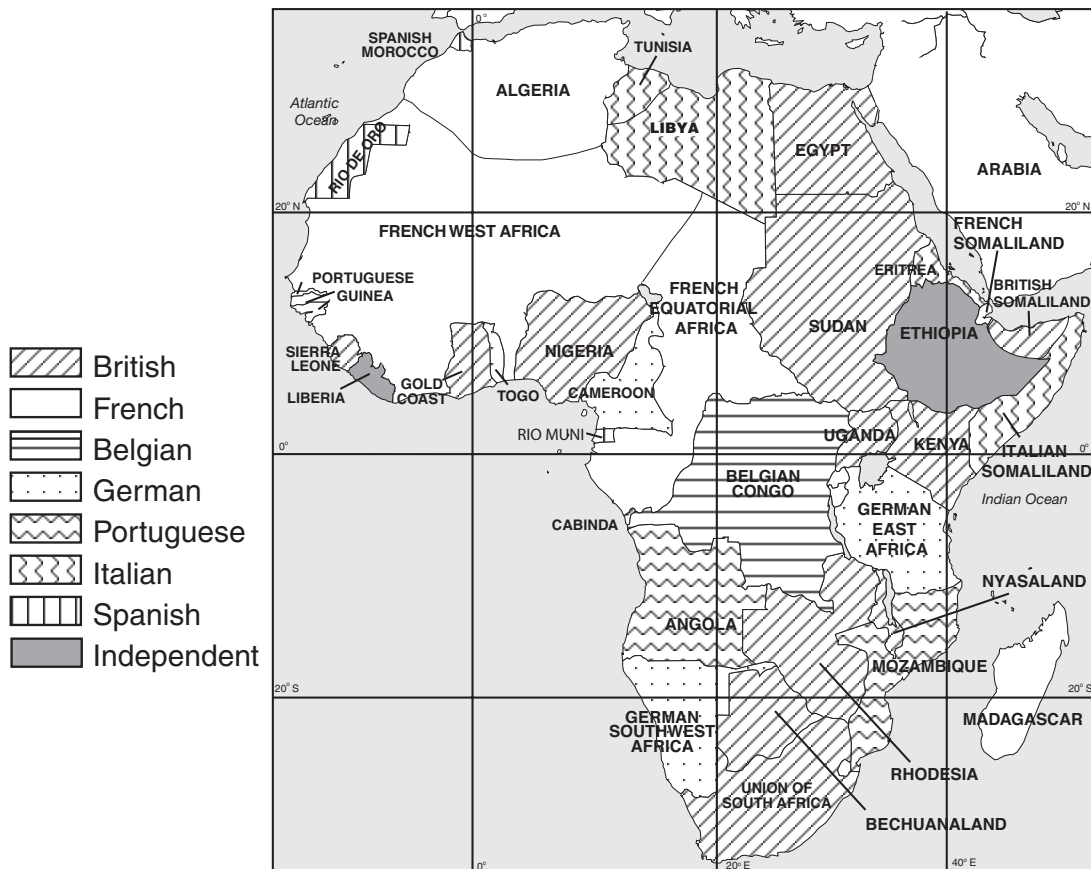 British
French
Belgian
German
Portuguese
Italian
Spanish
Independent
0°
SPANISH
MOROCCO
TUNISIA
ALGERIA
Atlantic
Ocean
LIBYA
EGYPT
RIO DE ORO
ARABIA
20° N
20° N
FRENCH WEST AFRICA
FRENCH
SOMALILAND
PORTUGUESE
GUINEA
ERITREA
BRITISH
SOMALILAND
FRENCH
EQUATORIAL
AFRICA
SUDAN
ETHIOPIA
SIERRA
LEONE
NIGERIA
LIBERIA
GOLD
COAST
TOGO
CAMEROON
RIO MUNI
UGANDA
KENYA
0°
0°
ITALIAN
SOMALILAND
BELGIAN
CONGO
Indian Ocean
CABINDA
GERMAN
EAST
AFRICA
NYASALAND
ANGOLA
MOZAMBIQUE
20° S
20° S
GERMAN
SOUTHWEST
AFRICA
MADAGASCAR
RHODESIA
UNION OF
SOUTH AFRICA
BECHUANALAND
0°
20° E
40° E